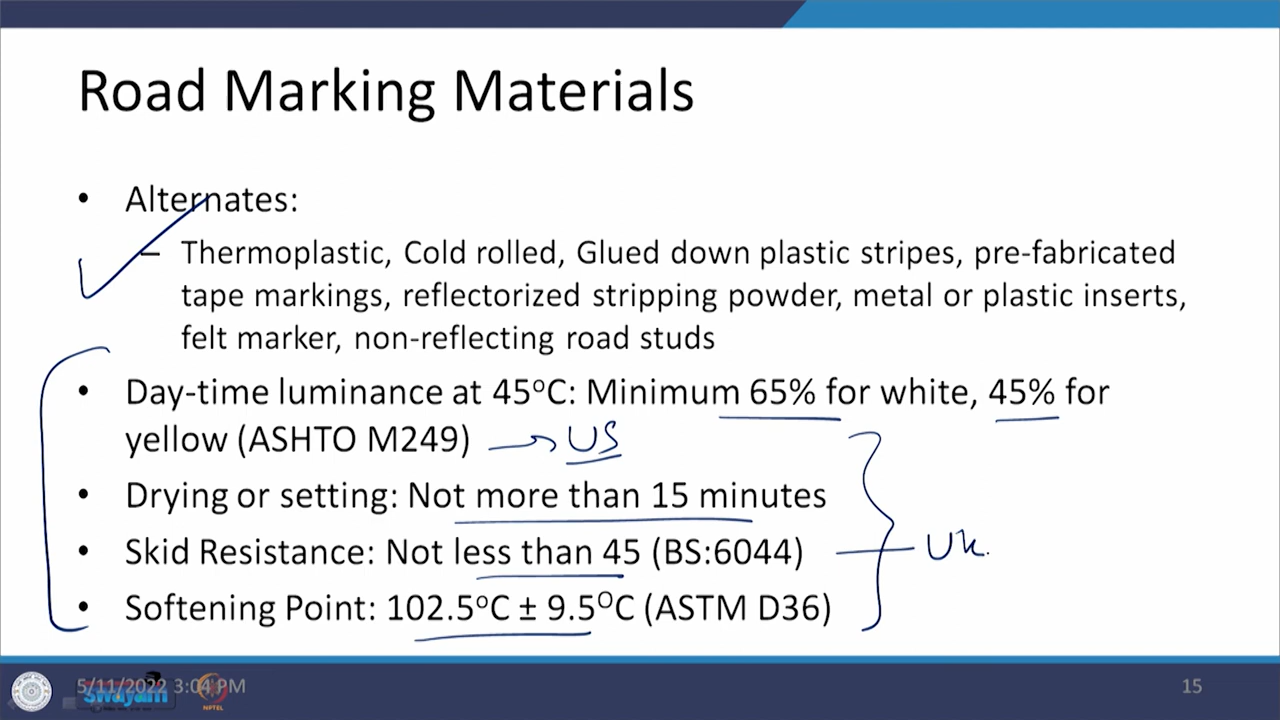 Road Marking Materials
• Alternates:
– Thermoplastic, Cold rolled, Glued down plastic stripes, pre-fabricated
tape markings, reflectorized stripping powder, metal or plastic inserts,
felt marker, non-reflecting road studs
• Day-time luminance at 45°C: Minimum 65% for white, 45% for
yellow (ASHTO M249) US
• Drying or setting: Not more than 15 minutes
• Skid Resistance: Not less than 45 (BS:6044) UK.
• Softening Point: 102.5°C ± 9.5°C (ASTM D36)
5/11/2022 3:04 PM
swayam
NPTEL
15